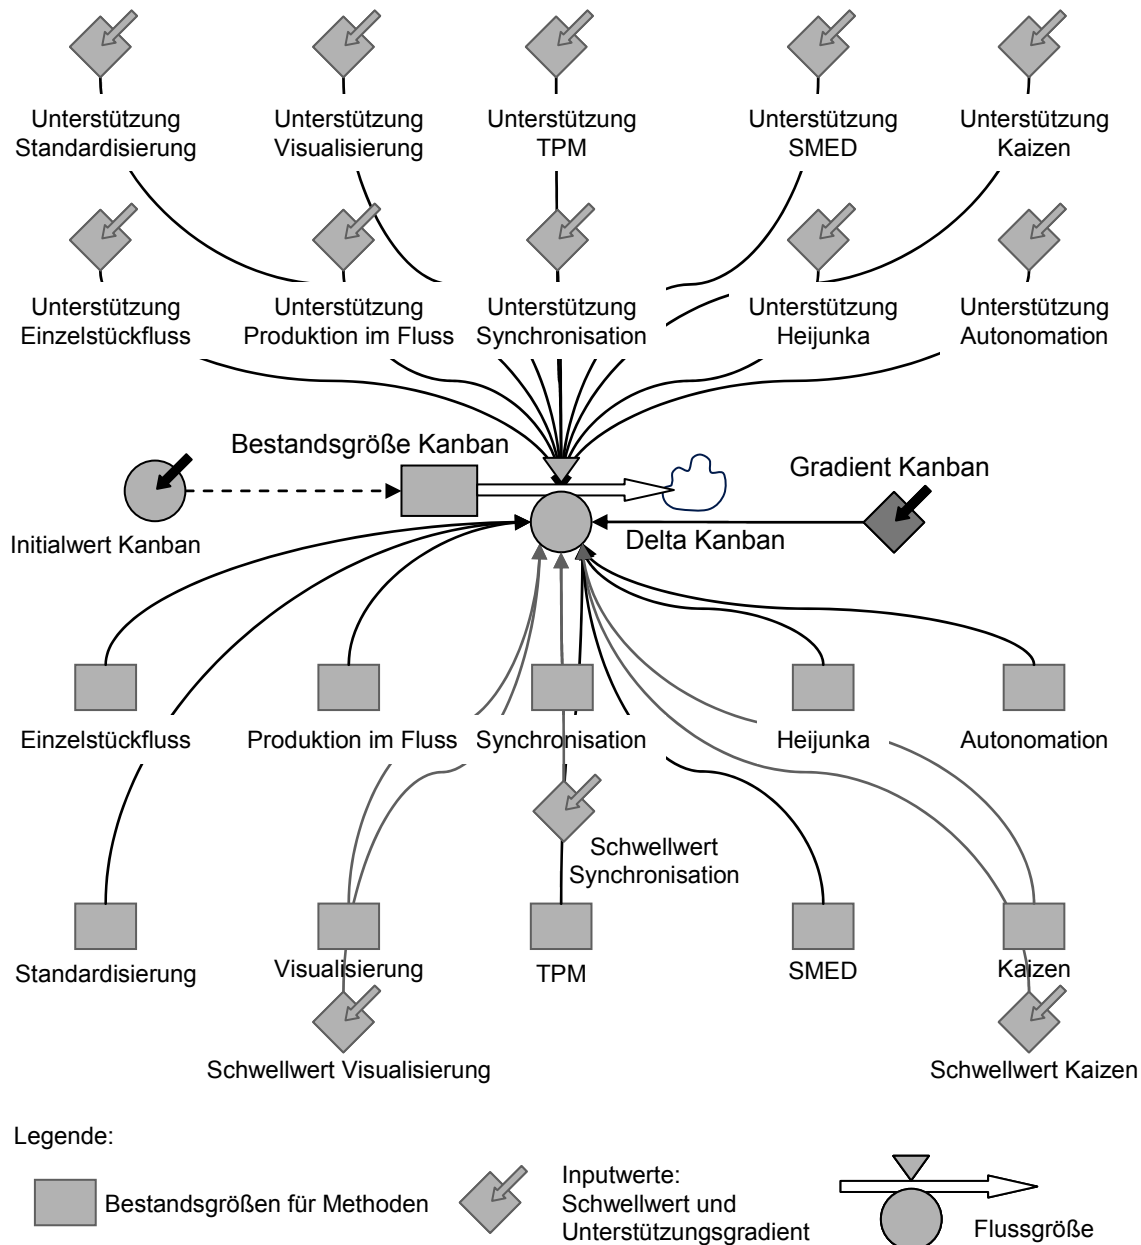 Unterstützung
Standardisierung
Unterstützung
Visualisierung
Unterstützung
TPM
Unterstützung
SMED
Unterstützung
Kaizen
Unterstützung
Einzelstückfluss
Unterstützung
Produktion im Fluss
Unterstützung
Synchronisation
Unterstützung
Heijunka
Unterstützung
Autonomation
Bestandsgröße Kanban
Gradient Kanban
Initialwert Kanban
Delta Kanban
Einzelstückfluss
Produktion im Fluss
Synchronisation
Heijunka
Autonomation
Schwellwert
Synchronisation
Standardisierung
Visualisierung
TPM
SMED
Kaizen
Schwellwert Visualisierung
Schwellwert Kaizen
Legende:
Bestandsgrößen für Methoden
Inputwerte:
Schwellwert und
Unterstützungsgradient
Flussgröße